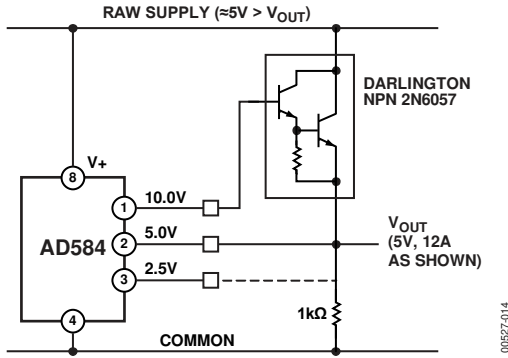 RAW SUPPLY (≈5V > VOUT)
DARLINGTON
NPN 2N6057
8
V+
1
10.0V
AD584
2
5.0V
3
2.5V
VOUT
(5V, 12A
AS SHOWN)
1kΩ
4
COMMON
00527-014